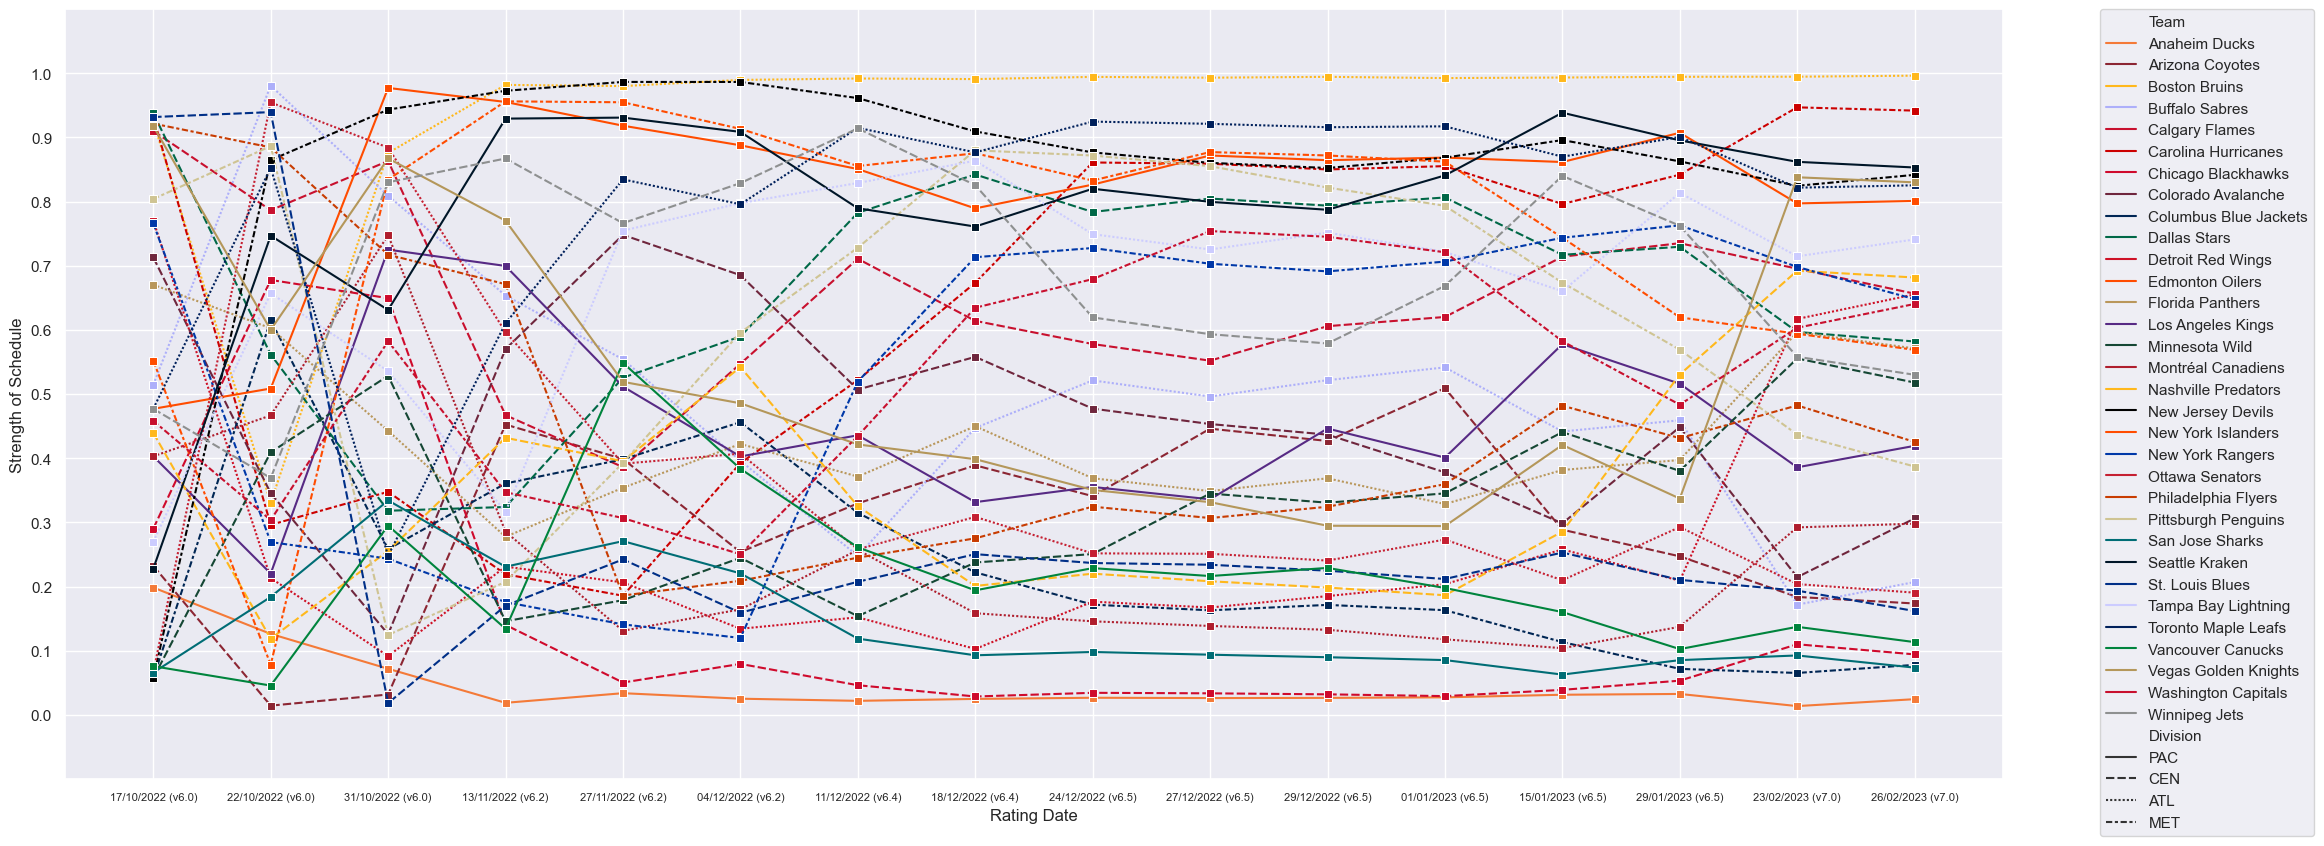 1.0
0.9
0.8
0.7
0.6
0.5
0.4
0.3
0.2
0.1
0.0
Strength of Schedule
17/10/2022 (v6.0)
22/10/2022 (v6.0)
31/10/2022 (v6.0)
13/11/2022 (v6.2)
27/11/2022 (v6.2)
04/12/2022 (v6.2)
11/12/2022 (v6.4)
18/12/2022 (v6.4)
24/12/2022 (v6.5)
27/12/2022 (v6.5)
29/12/2022 (v6.5)
01/01/2023 (v6.5)
15/01/2023 (v6.5)
29/01/2023 (v6.5)
23/02/2023 (v7.0)
26/02/2023 (v7.0)
Rating Date
Team
Anaheim Ducks
Arizona Coyotes
Boston Bruins
Buffalo Sabres
Calgary Flames
Carolina Hurricanes
Chicago Blackhawks
Colorado Avalanche
Columbus Blue Jackets
Dallas Stars
Detroit Red Wings
Edmonton Oilers
Florida Panthers
Los Angeles Kings
Minnesota Wild
Montréal Canadiens
Nashville Predators
New Jersey Devils
New York Islanders
New York Rangers
Ottawa Senators
Philadelphia Flyers
Pittsburgh Penguins
San Jose Sharks
Seattle Kraken
St. Louis Blues
Tampa Bay Lightning
Toronto Maple Leafs
Vancouver Canucks
Vegas Golden Knights
Washington Capitals
Winnipeg Jets
Division
PAC
CEN
ATL
MET